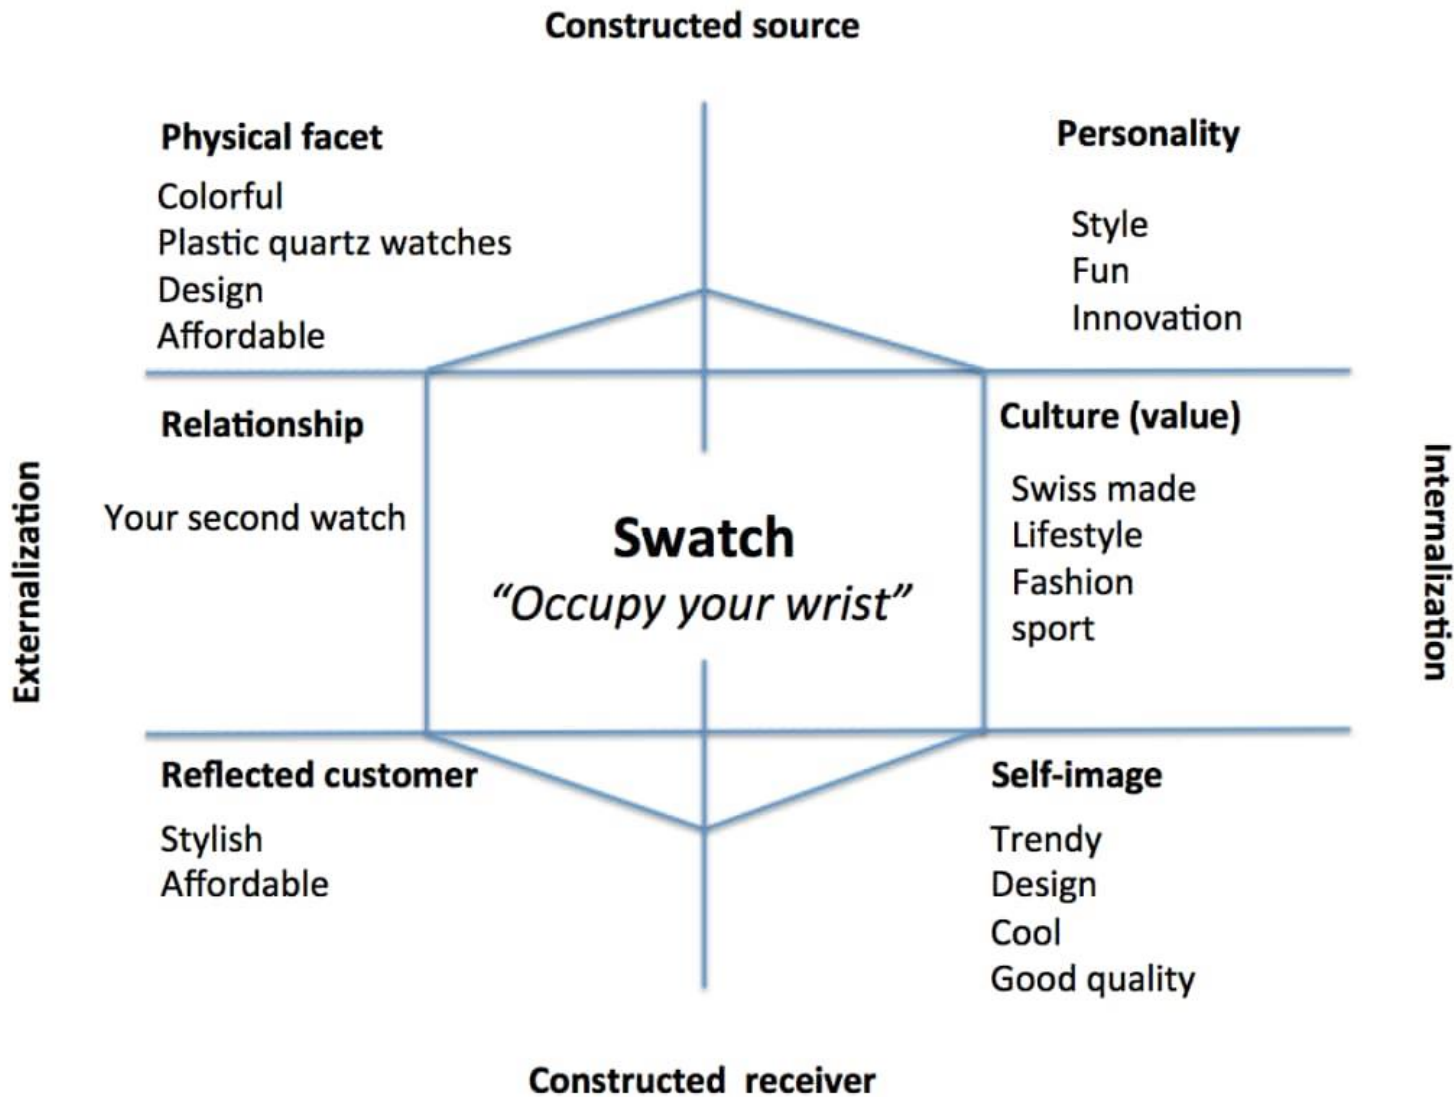 Constructed source
Physical facet
Colorful
Plastic quartz watches
Design
Affordable
Personality
Style
Fun
Innovation
Externalization
Relationship
Your second watch
Swatch
“Occupy your wrist”
Culture (value)
Swiss made
Lifestyle
Fashion
sport
Internalization
Reflected customer
Stylish
Affordable
Self-image
Trendy
Design
Cool
Good quality
Constructed receiver